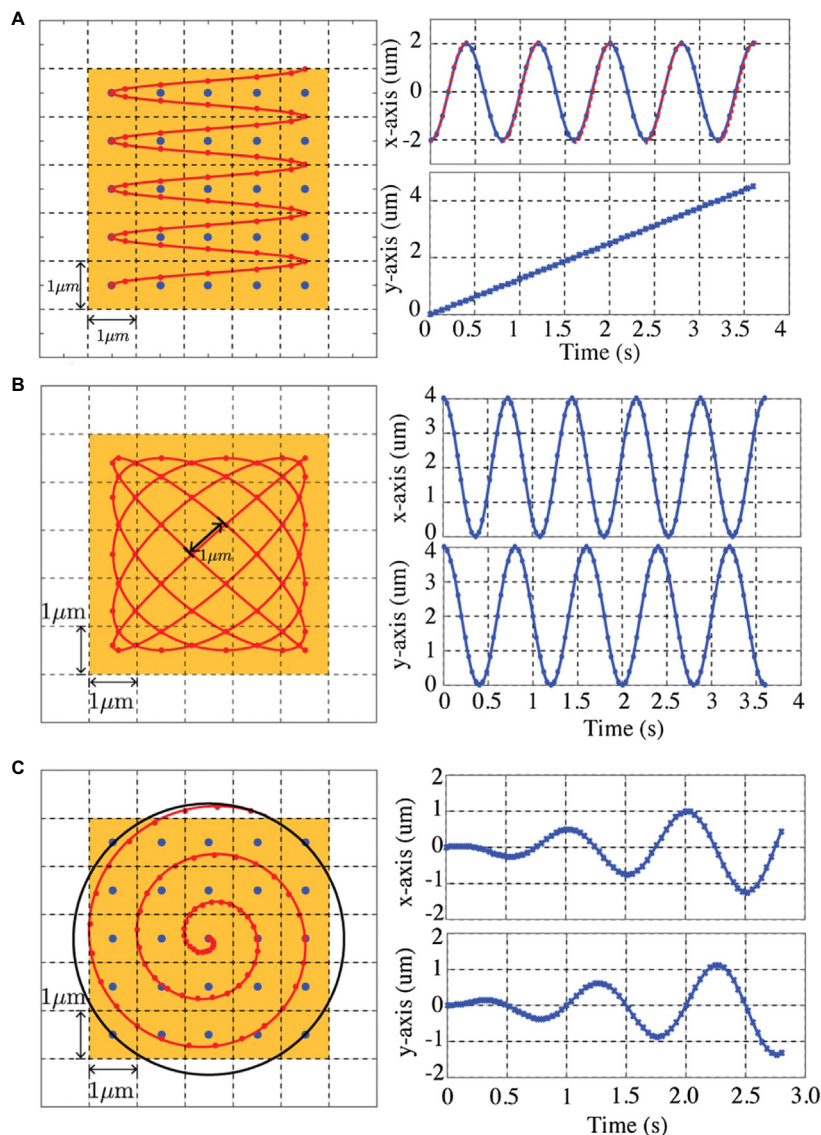 A
1μm
1μm
x-axis (um)
2
0
-2
y-axis (um)
4
2
0
0 0.5 1 1.5 2 2.5 3 3.5 4
Time (s)
B
1μm
1μm
1μm
x-axis (um)
4
3
2
1
0
y-axis (um)
4
3
2
1
0
0 0.5 1.0 1.5 2.0 2.5 3.0 3.5 4
Time (s)
C
1μm
1μm
x-axis (um)
2
1
0
-1
-2
y-axis (um)
2
1
0
-1
-2
0 0.5 1.0 1.5 2.0 2.5 3.0
Time (s)